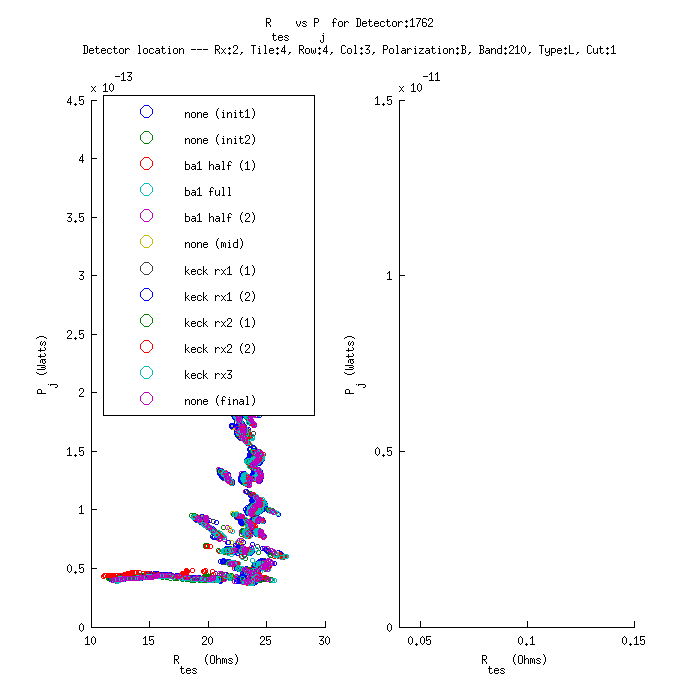 R tes vs P j for Detector:1762
Detector location --- Rx:2, Tile:4, Row:4, Col:3, Polarization:B, Band:210, Type:L, Cut:1
x 10 -13
4.5
4
3.5
3
2.5
2
1.5
1
0.5
0
10 15 20 25 30
P j (Watts)
R tes (Ohms)
none (init1)
none (init2)
ba1 half (1)
ba1 full
ba1 half (2)
none (mid)
keck rx1 (1)
keck rx1 (2)
keck rx2 (1)
keck rx2 (2)
keck rx3
none (final)
x 10 -11
1.5
1
0.5
0
0.05 0.1 0.15
P j (Watts)
R tes (Ohms)